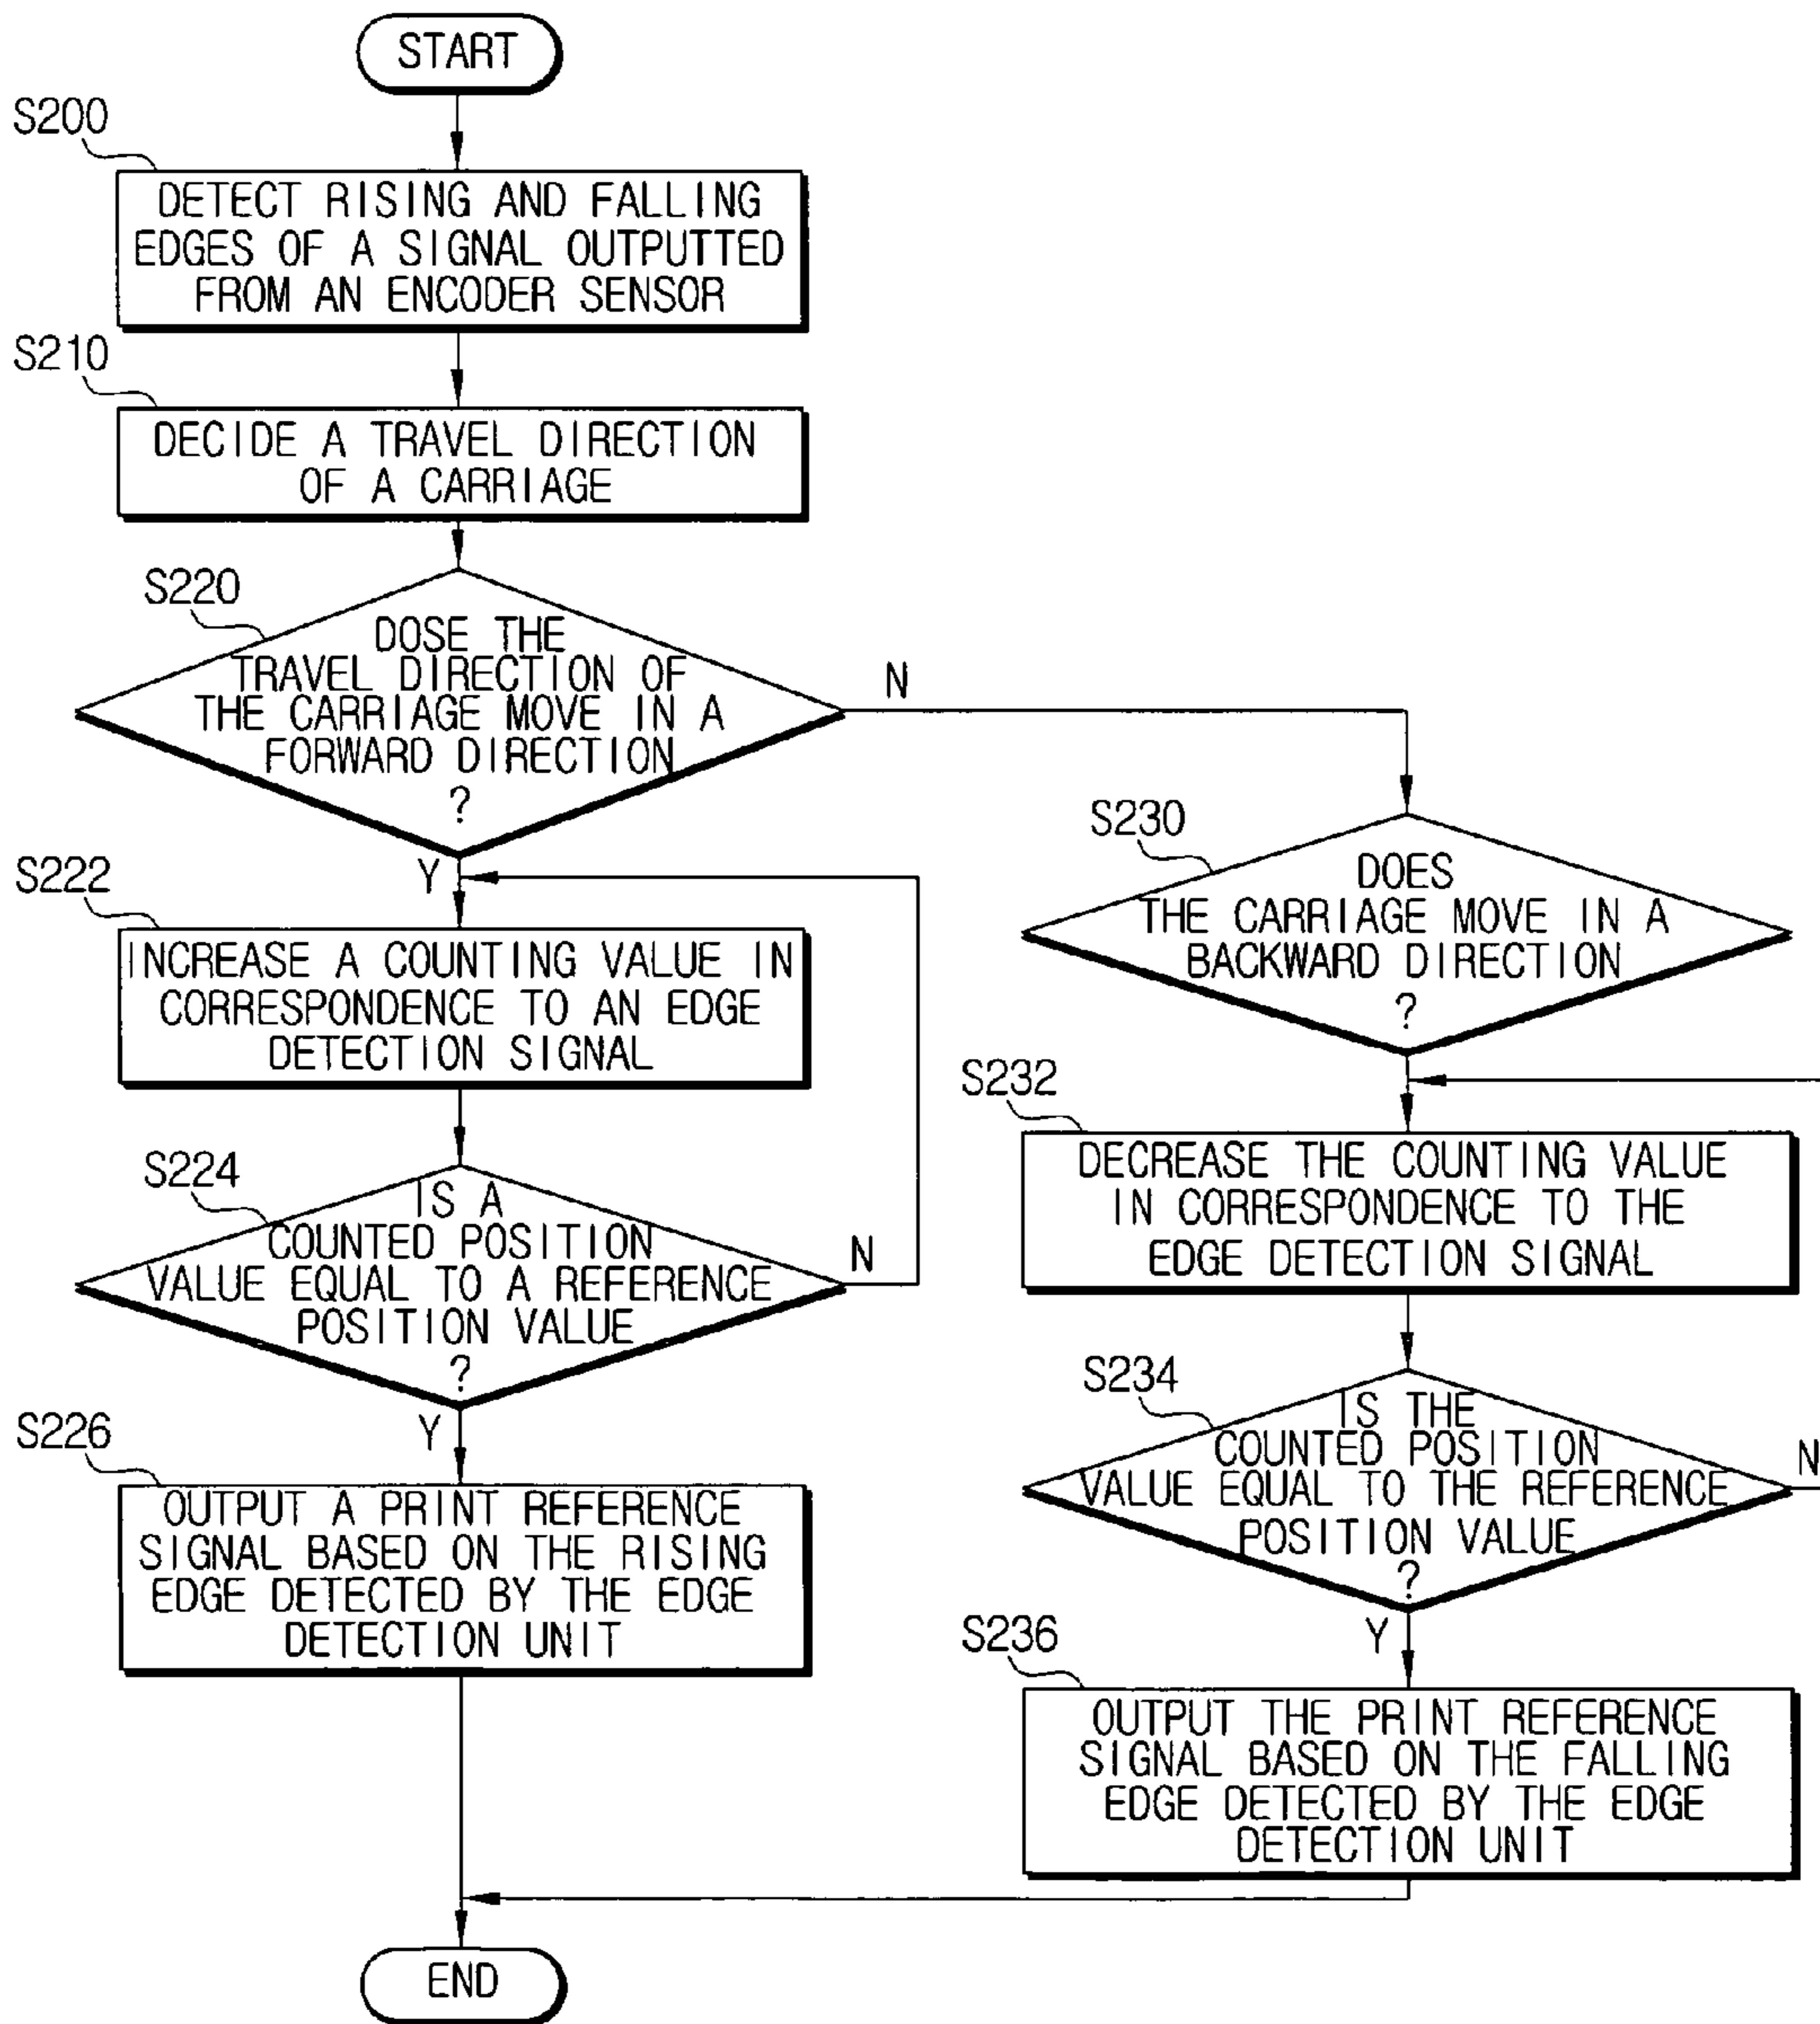 START
S200
DETECT RISING AND FALLING
EDGES OF A SIGNAL OUTPUTTED
FROM AN ENCODER SENSOR
S210
DECIDE A TRAVEL DIRECTION
OF A CARRIAGE
S220
DOSE THE
TRAVEL DIRECTION OF
THE CARRIAGE MOVE IN A
FORWARD DIRECTION
?
N
Y
S222
INCREASE A COUNTING VALUE IN
CORRESPONDENCE TO AN EDGE
DETECTION SIGNAL
S224
IS A
COUNTED POSITION
VALUE EQUAL TO A REFERENCE
POSITION VALUE
?
N
Y
S226
OUTPUT A PRINT REFERENCE
SIGNAL BASED ON THE RISING
EDGE DETECTED BY THE EDGE
DETECTION UNIT
S230
DOES
THE CARRIAGE MOVE IN A
BACKWARD DIRECTION
?
S232
DECREASE THE COUNTING VALUE
IN CORRESPONDENCE TO THE
EDGE DETECTION SIGNAL
S234
IS THE
COUNTED POSITION
VALUE EQUAL TO THE REFERENCE
POSITION VALUE
?
N
Y
S236
OUTPUT THE PRINT REFERENCE
SIGNAL BASED ON THE FALLING
EDGE DETECTED BY THE EDGE
DETECTION UNIT
END